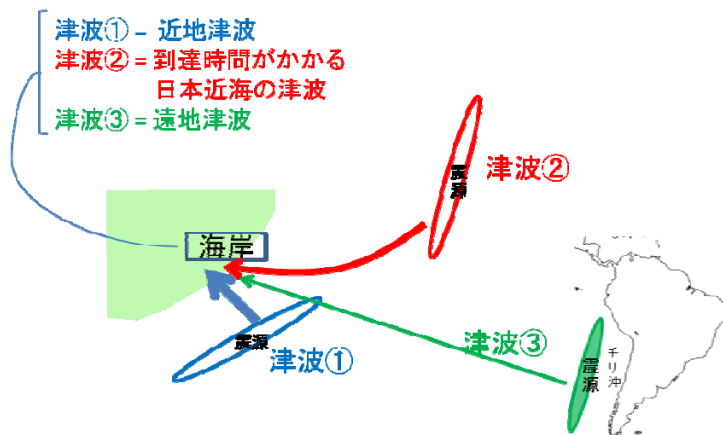 津波①－ 近地津波
津波②＝到達時間がかかる
日本近海の津波
津波③＝遠地津波
震源
津波②
海岸
震源
津波①
津波③
震源
チリ沖